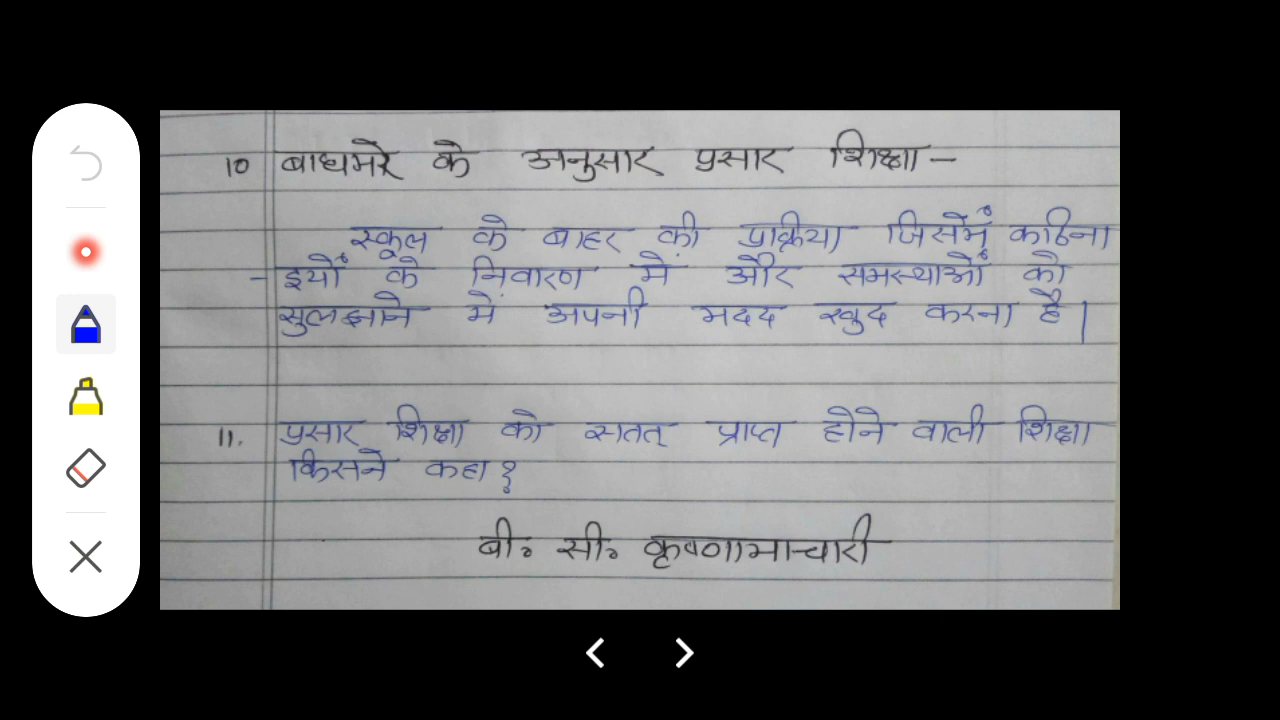 10 बाघमरे के अनुसार प्रसार शिक्षा -
स्कूल के बाहर की प्रक्रिया जिसमें कठिना
- इयों के निवारण में और समस्याओं को
सुलझाने में अपनी मदद खुद करना है।
11. प्रसार शिक्षा को सतत् प्राप्त होने वाली शिक्षा
किसने कहा?
बी० सी० कृष्णामाचारी